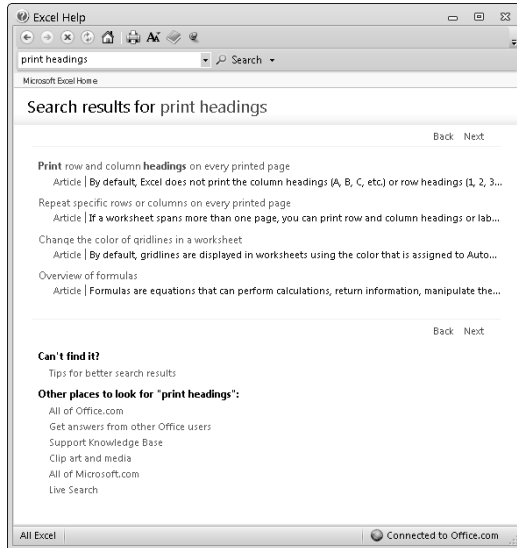 Excel Help
print headings
Search
Microsoft Excel Home
Search results for print headings
Back Next
Print row and column headings on every printed page
Article | By default, Excel does not print the column headings (A, B, C, etc.) or row headings (1, 2, 3...
Repeat specific rows or columns on every printed page
Article | If a worksheet spans more than one page, you can print row and column headings or lab...
Change the color of gridlines in a worksheet
Article | By default, gridlines are displayed in worksheets using the color that is assigned to Auto...
Overview of formulas
Article | Formulas are equations that can perform calculations, return information, manipulate the...
Back Next
Can't find it?
Tips for better search results
Other places to look for "print headings":
All of Office.com
Get answers from other Office users
Support Knowledge Base
Clip art and media
All of Microsoft.com
Live Search
All Excel
Connected to Office.com